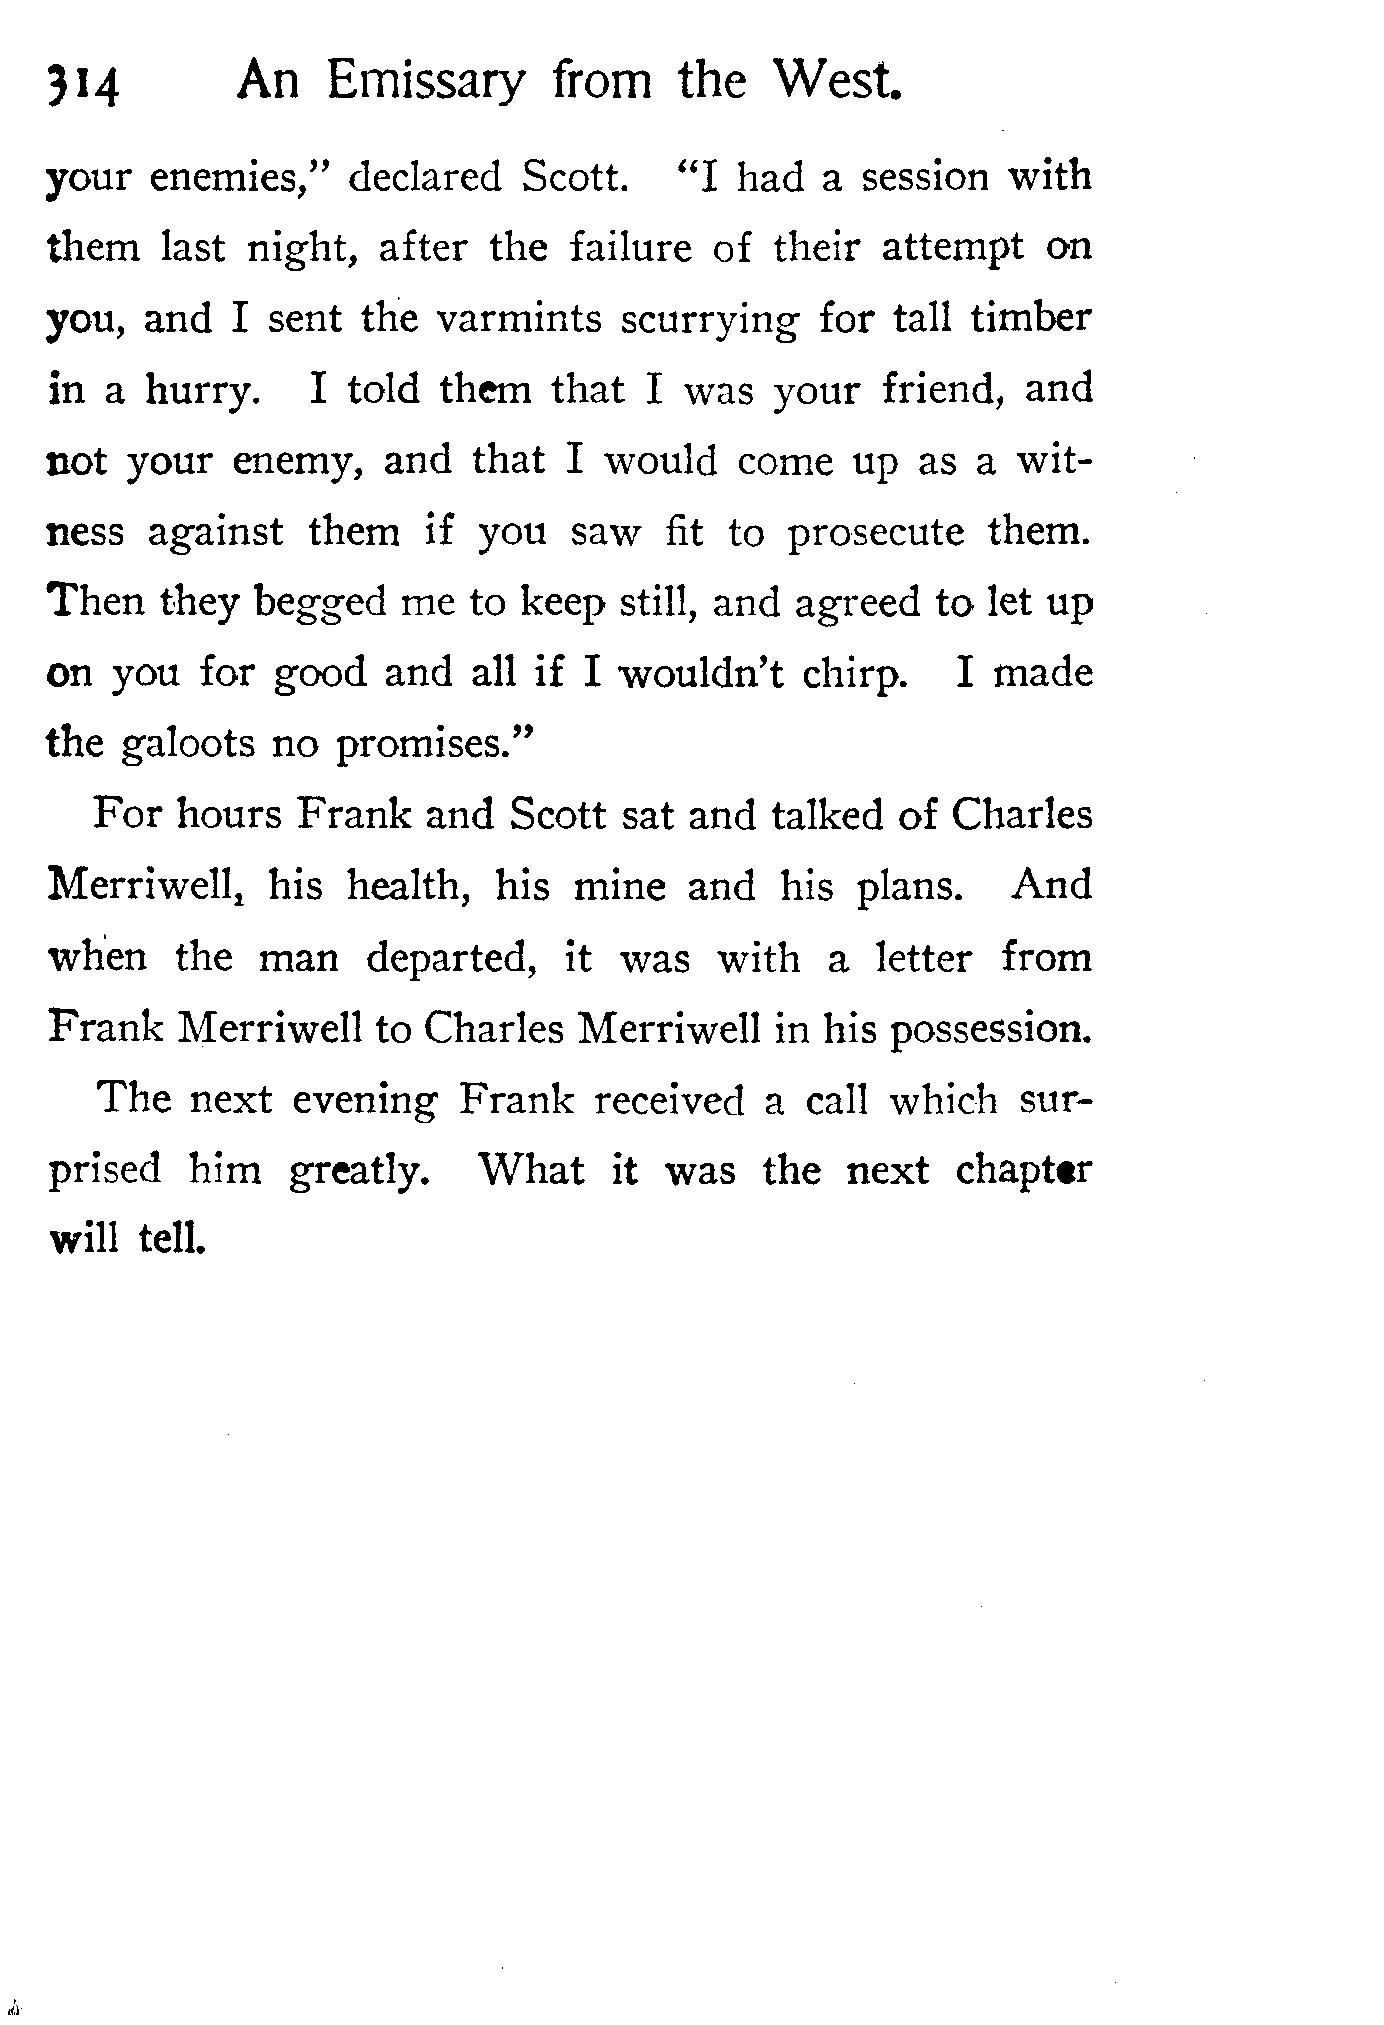 314 An Emissary from the West.
your enemies,” declared Scott. “I had a session with
them last night, after the failure of their attempt on
you, and I sent the varmints scurrying for tall timber
in a hurry. I told them that I was your friend, and
not your enemy, and that I would come up as a wit-
ness against them if you saw fit to prosecute them.
Then they begged me to keep still, and agreed to let up
on you for good and all if I wouldn’t chirp. I made
the galoots no promises.”
For hours Frank and Scott sat and talked of Charles
Merriwell, his health, his mine and his plans. And
when the man departed, it was with a letter from
Frank Merriwell to Charles Merriwell in his possession.
The next evening Frank received a call which sur-
prised him greatly. What it was the next chapter
will tell.